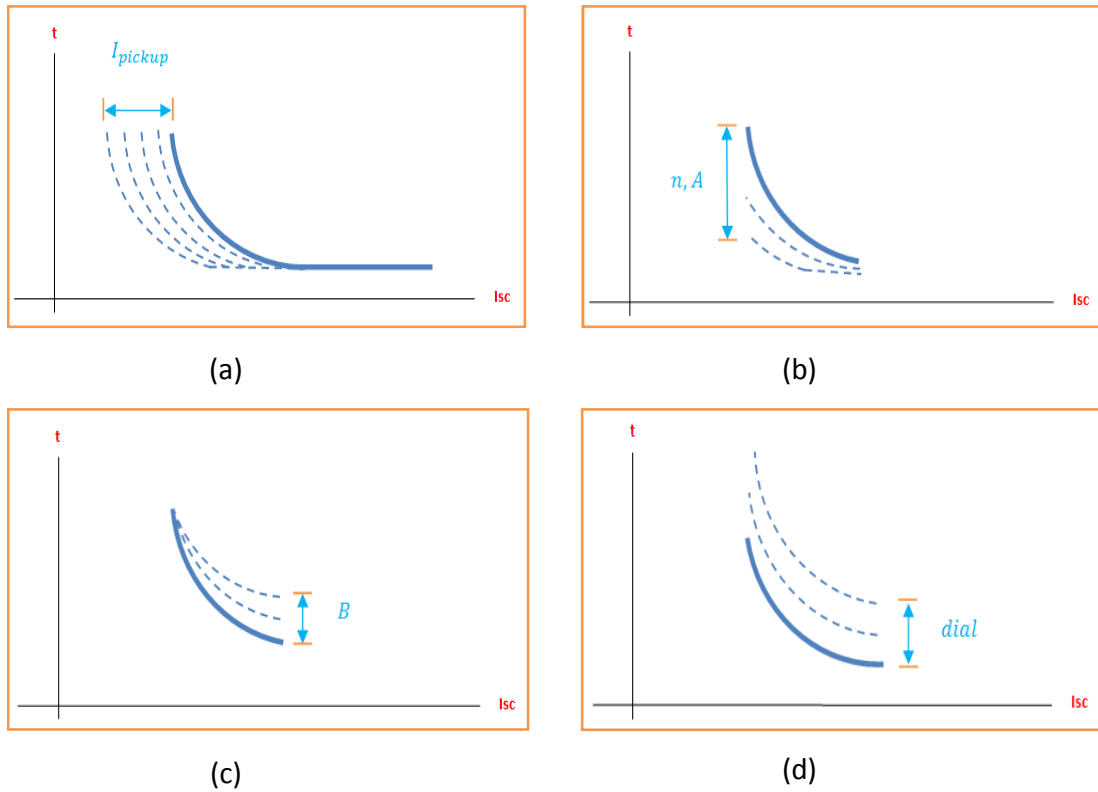 t
I_pickup
Isc
(a)
t
n, A
Isc
(b)
t
B
Isc
(c)
t
dial
Isc
(d)